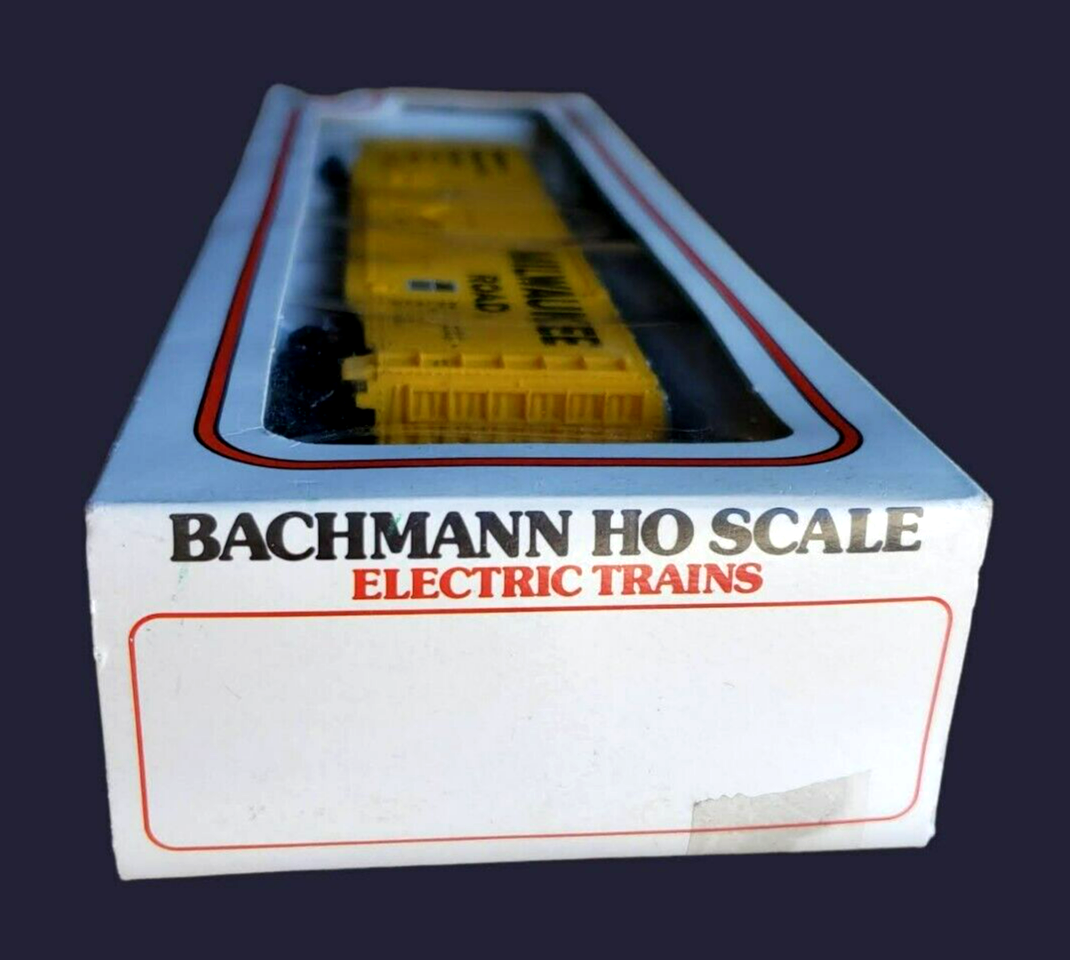 MILWAUKEE
ROAD
BACHMANN HO SCALE
ELECTRIC TRAINS